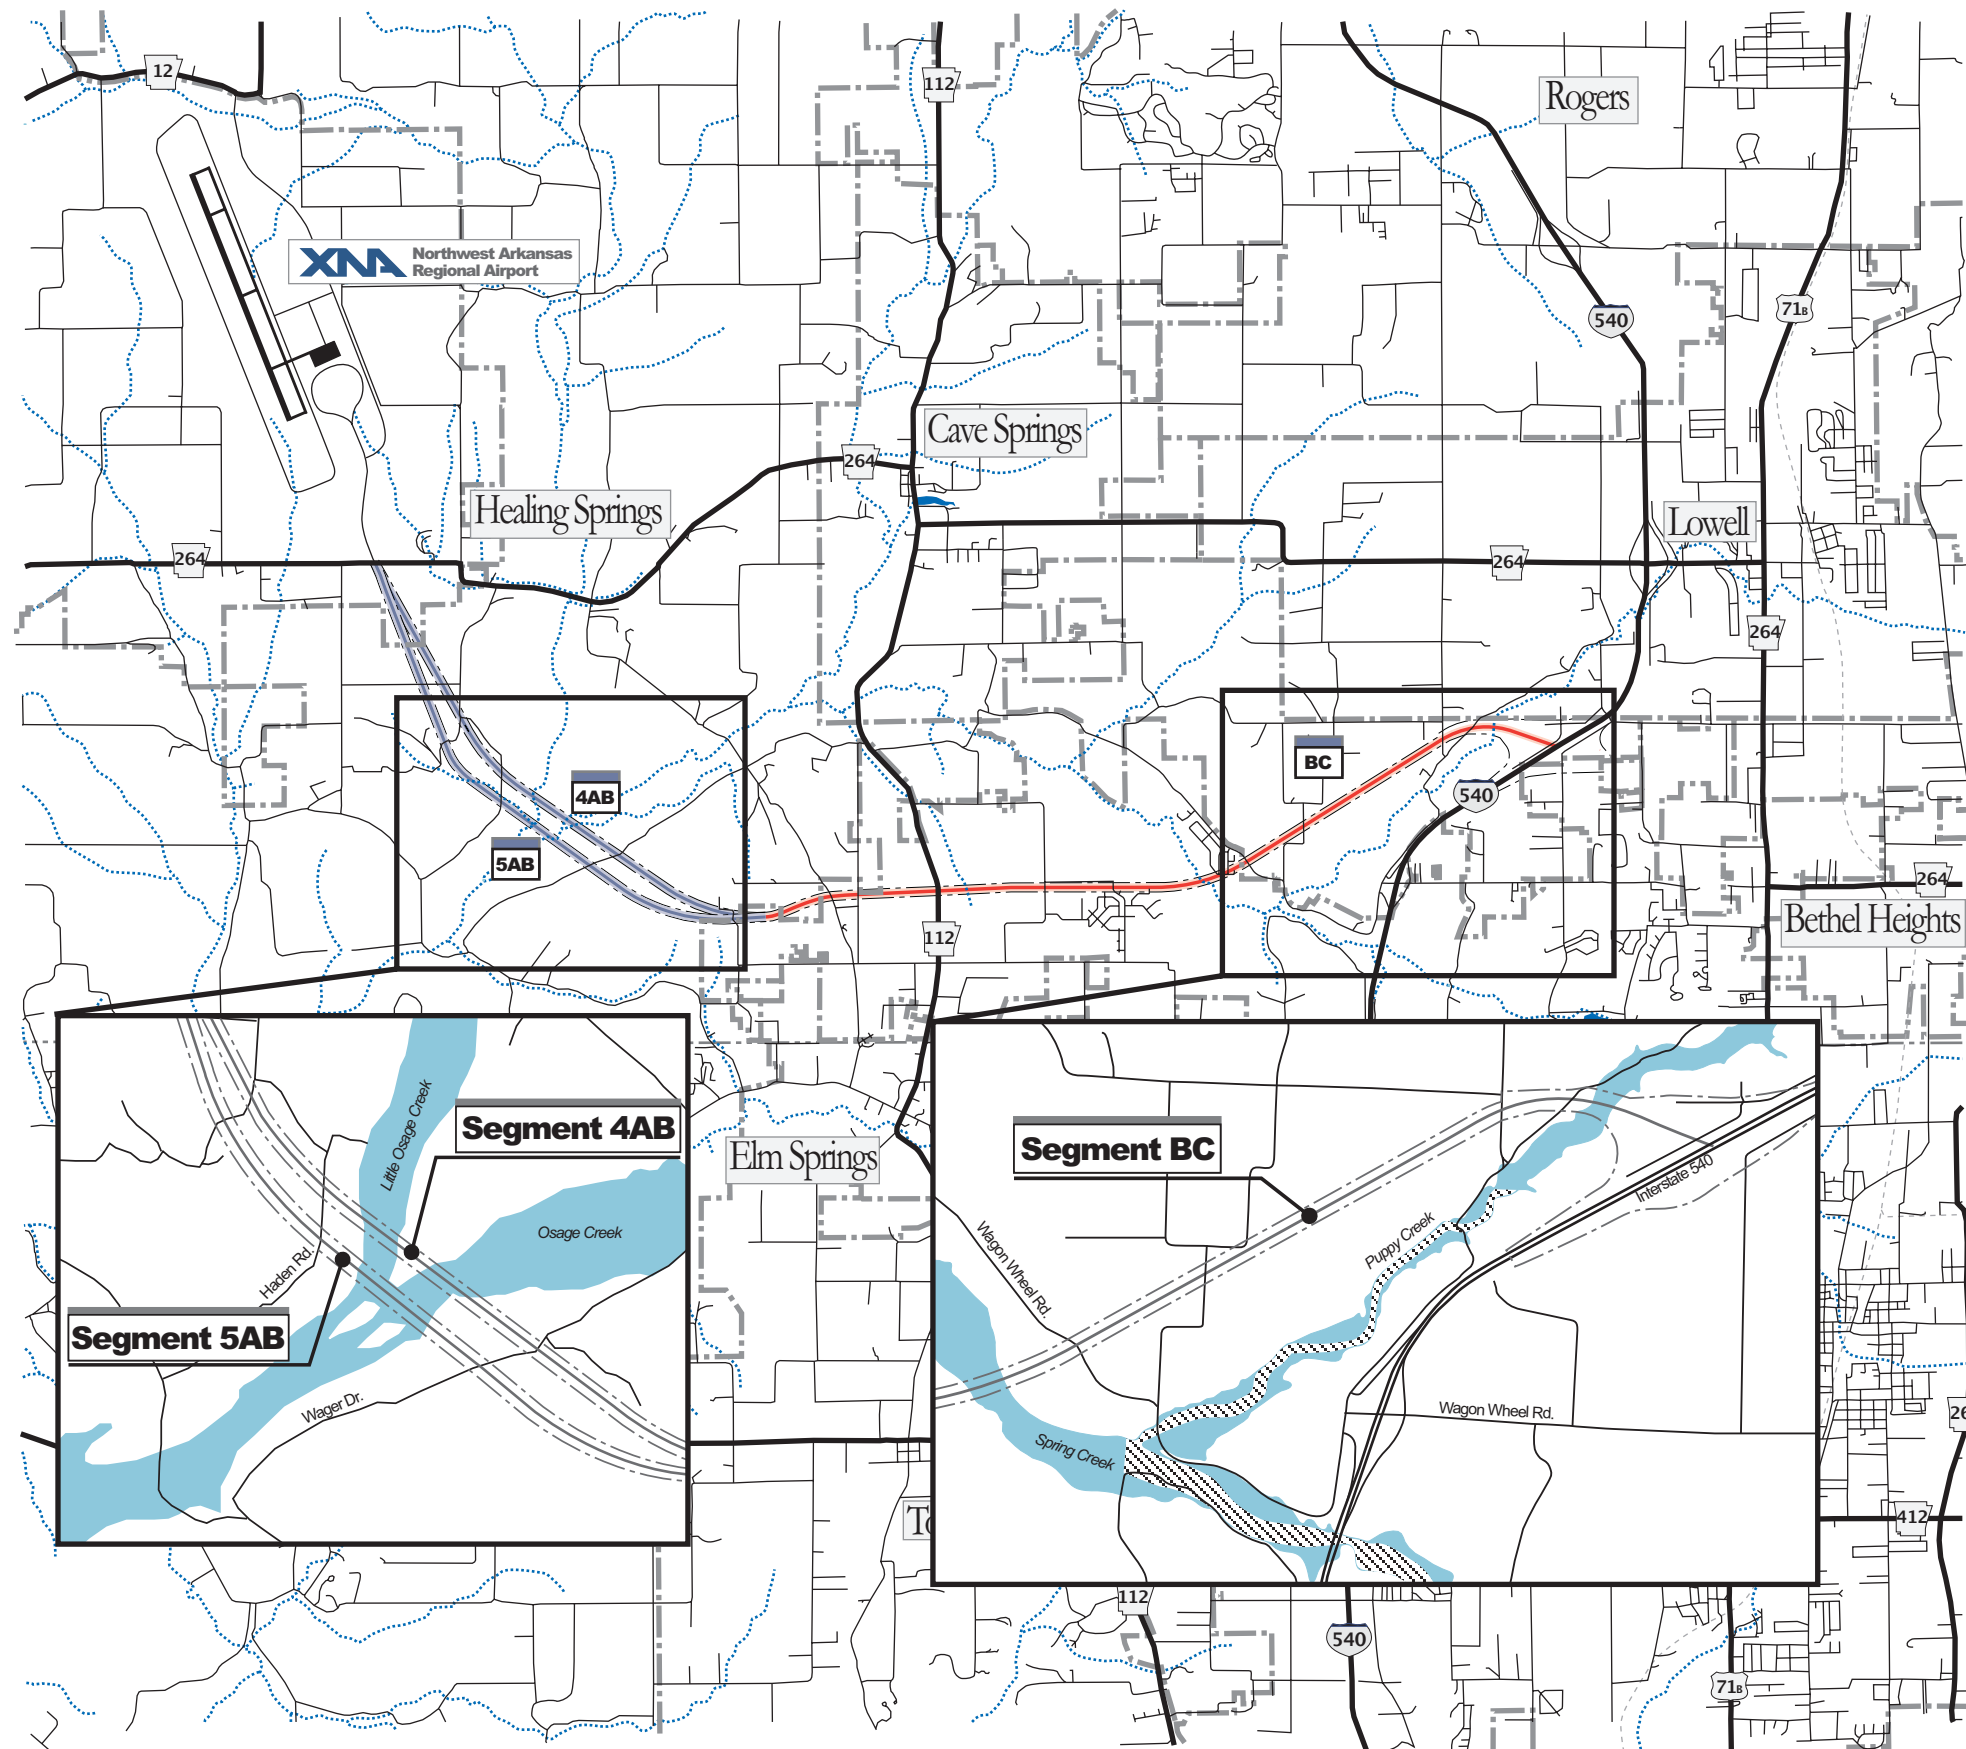 12
112
Rogers
XNA Northwest Arkansas
Regional Airport
540
71B
Cave Springs
264
Healing Springs
Lowell
264
264
264
BC
4AB
540
5AB
264
Bethel Heights
112
Little Osage Creek
Segment 4AB
Osage Creek
Haden Rd.
Segment 5AB
Wager Dr.
Elm Springs
Segment BC
Interstate 540
Puppy Creek
Wagon Wheel Rd.
Wagon Wheel Rd.
Spring Creek
26
To
412
112
540
71B